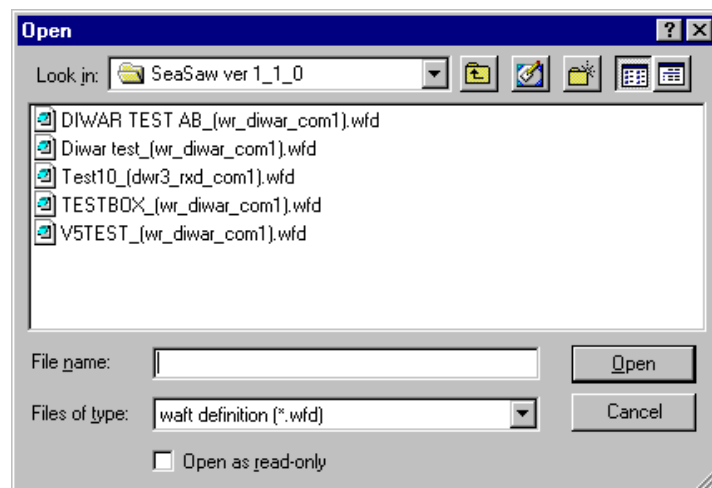 Open
Look in: SeaSaw ver 1_1_0
DIWAR TEST AB_(wr_diwar_com1).wfd
Diwar test_(wr_diwar_com1).wfd
Test10_(dwr3_rxd_com1).wfd
TESTBOX_(wr_diwar_com1).wfd
V5TEST_(wr_diwar_com1).wfd
File name: Open
Files of type: waft definition (*.wfd) Cancel
Open as read-only